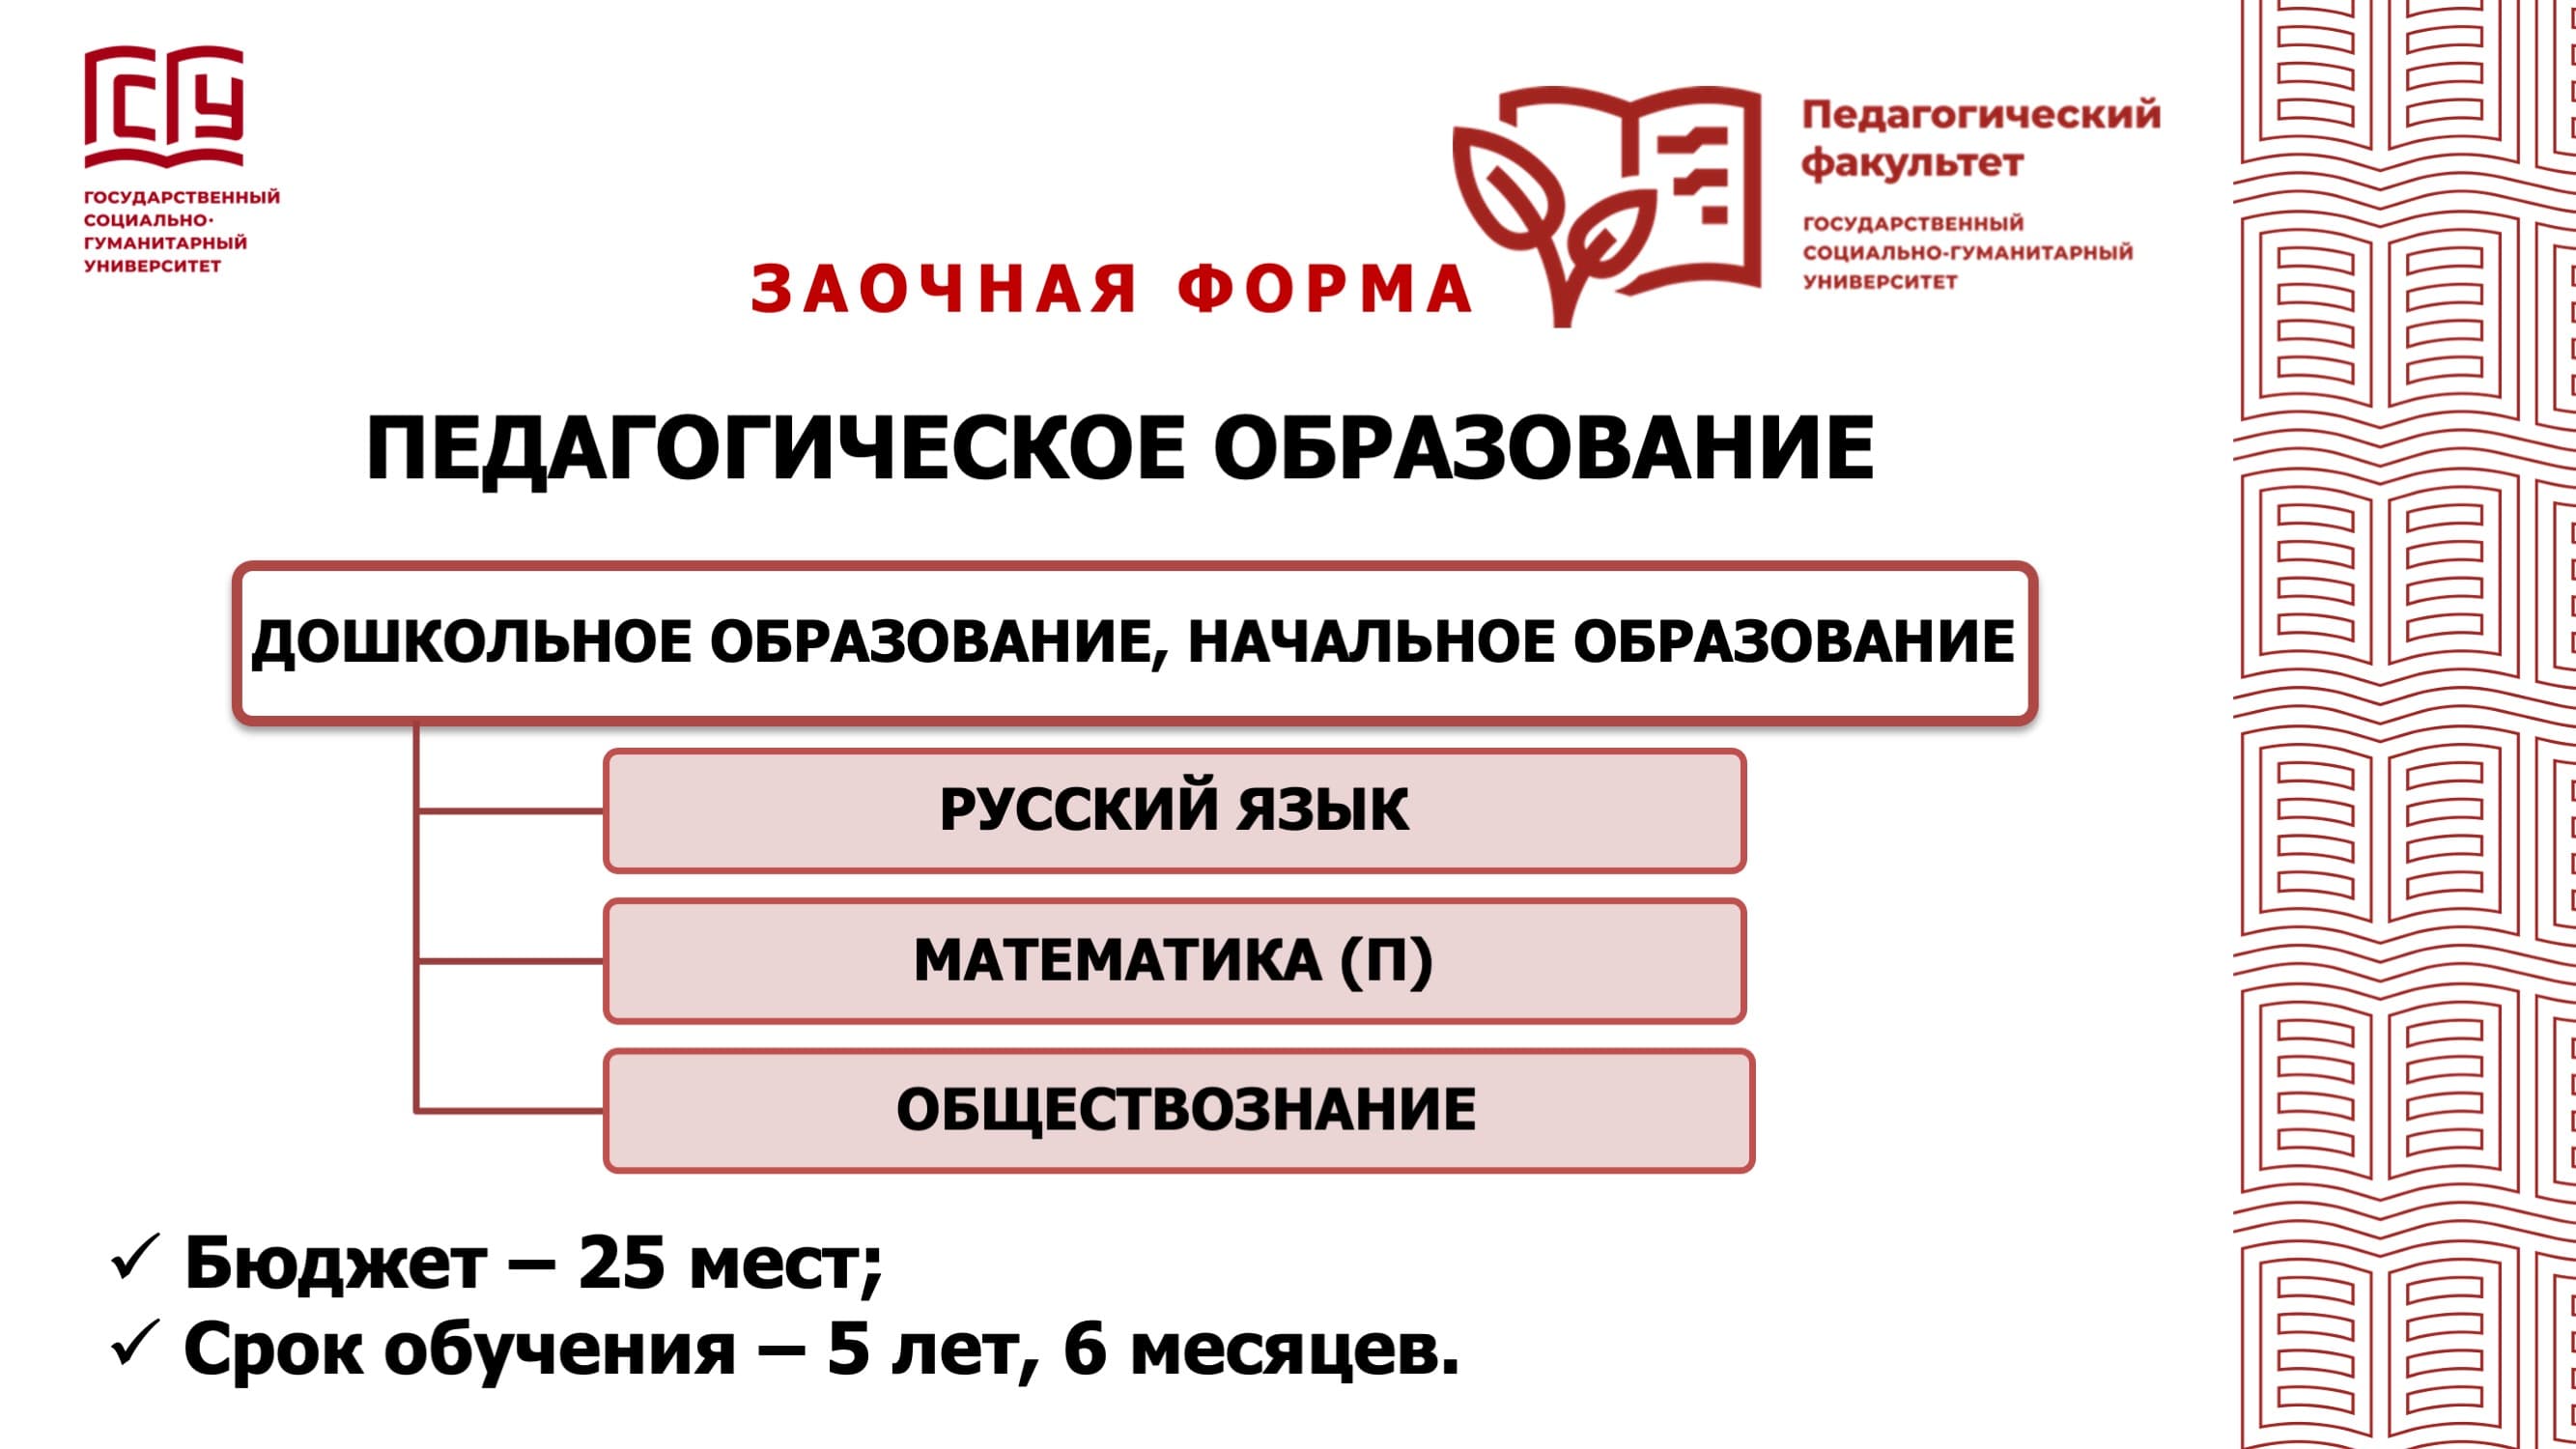 ГСГУ
ГОСУДАРСТВЕННЫЙ
СОЦИАЛЬНО-
ГУМАНИТАРНЫЙ
УНИВЕРСИТЕТ
Педагогический
факультет
ГОСУДАРСТВЕННЫЙ
СОЦИАЛЬНО-ГУМАНИТАРНЫЙ
УНИВЕРСИТЕТ
ЗАОЧНАЯ ФОРМА
ПЕДАГОГИЧЕСКОЕ ОБРАЗОВАНИЕ
ДОШКОЛЬНОЕ ОБРАЗОВАНИЕ, НАЧАЛЬНОЕ ОБРАЗОВАНИЕ
РУССКИЙ ЯЗЫК
МАТЕМАТИКА (П)
ОБЩЕСТВОЗНАНИЕ
✓ Бюджет – 25 мест;
✓ Срок обучения – 5 лет, 6 месяцев.